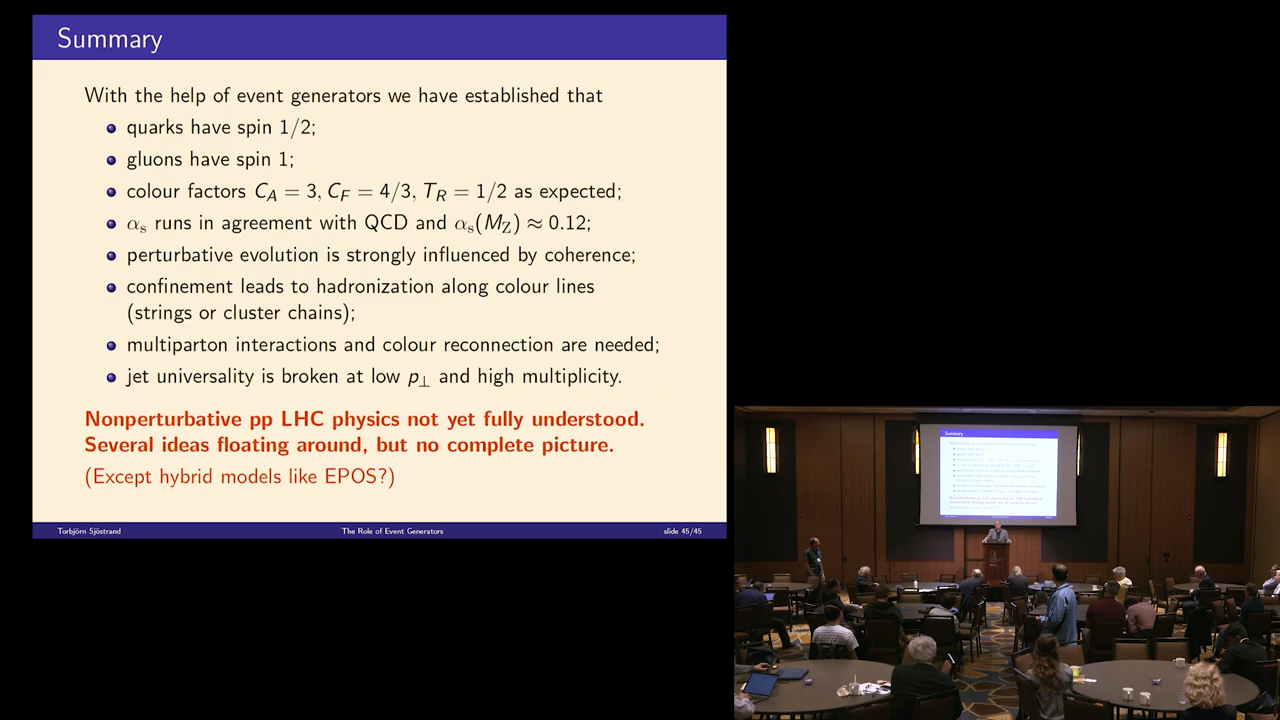 Summary
With the help of event generators we have established that
quarks have spin 1/2;
gluons have spin 1;
colour factors C_A = 3, C_F = 4/3, T_R = 1/2 as expected;
α_s runs in agreement with QCD and α_s(M_Z) ≈ 0.12;
perturbative evolution is strongly influenced by coherence;
confinement leads to hadronization along colour lines
(strings or cluster chains);
multiparton interactions and colour reconnection are needed;
jet universality is broken at low p_⊥ and high multiplicity.
Nonperturbative pp LHC physics not yet fully understood.
Several ideas floating around, but no complete picture.
(Except hybrid models like EPOS?)
Torbjörn Sjöstrand The Role of Event Generators slide 45/45
Summary